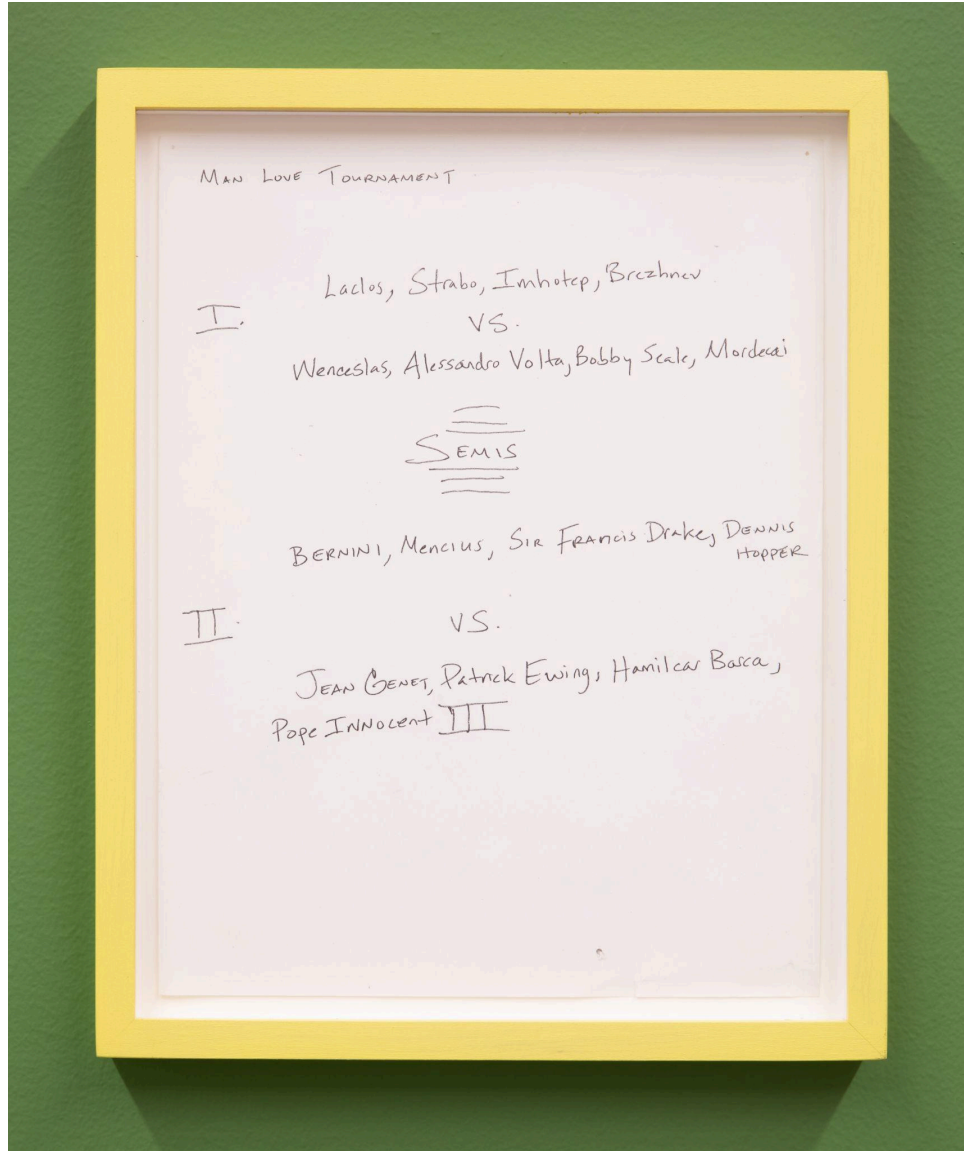 MAN LOVE TOURNAMENT
Laclos, Strabo, Imhotep, Brezhnev
I.
VS.
Wenceslas, Alessandro Volta, Bobby Seale, Mordecai
SEMIS
BERNINI, Mencius, SIR FRANCIS Drake, DENNIS
HOPPER
II.
VS.
JEAN GENET, Patrick Ewing, Hamilcar Barca,
Pope INNOCENT III